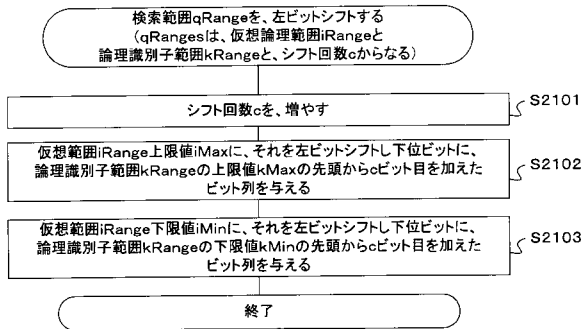 検索範囲qRangeを、左ビットシフトする
（qRangesは、仮想論理範囲iRangeと
論理識別子範囲kRangeと、シフト回数cからなる）
シフト回数cを、増やす
S2101
仮想範囲iRange上限値iMaxに、それを左ビットシフトし下位ビットに、
論理識別子範囲kRangeの上限値kMaxの先頭からcビット目を加えた
ビット列を与える
S2102
仮想範囲iRange下限値iMinに、それを左ビットシフトし下位ビットに、
論理識別子範囲kRangeの下限値kMinの先頭からcビット目を加えた
ビット列を与える
S2103
終了